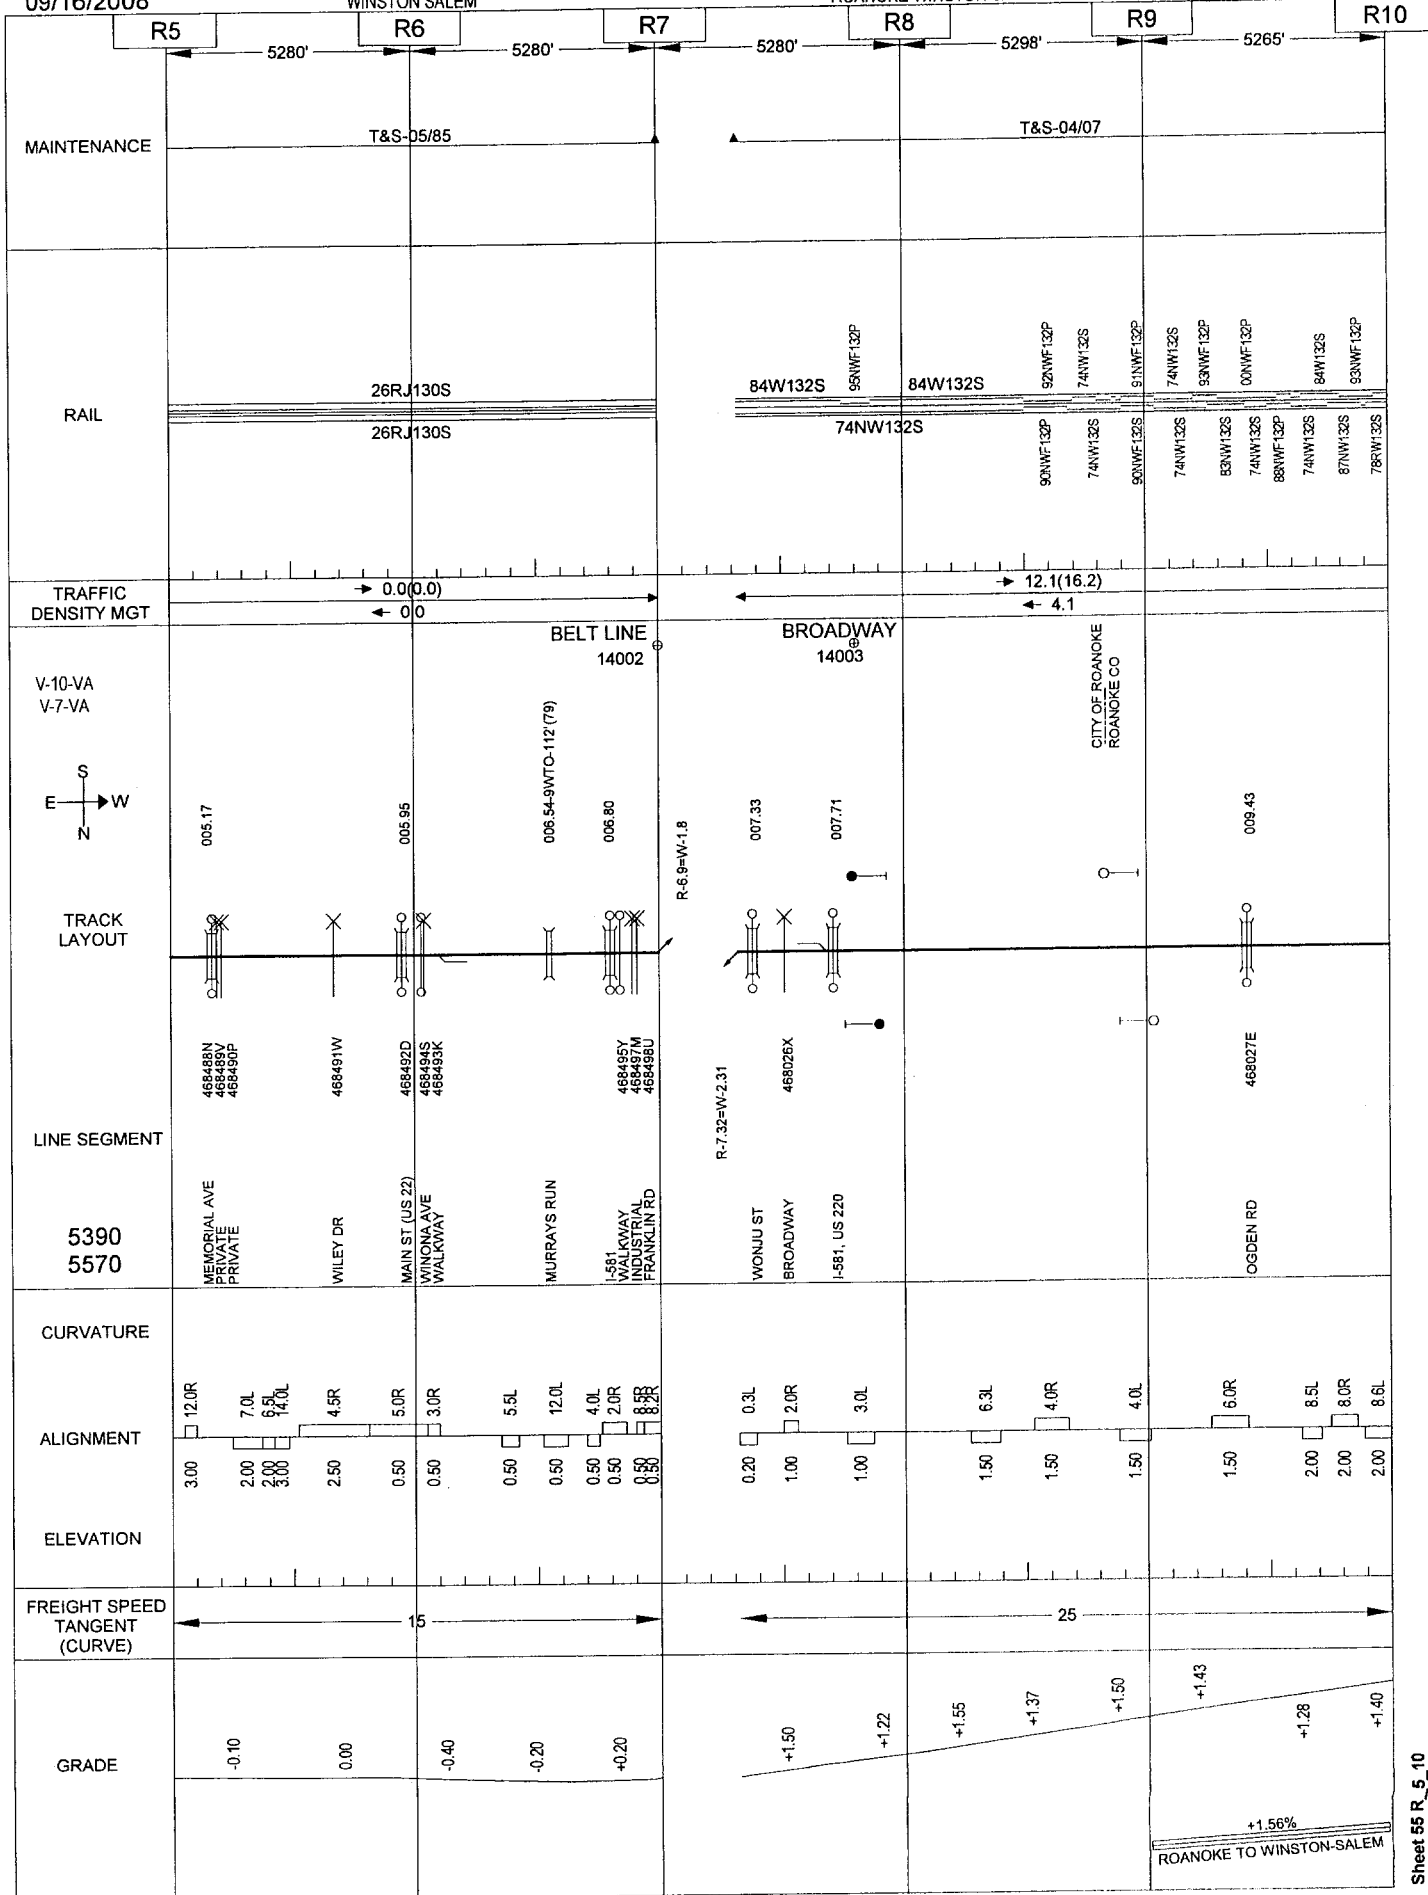 09/16/2008
WINSTON SALEM
R5
R6
R7
R8
R9
R10
5280'
5280'
5280'
5298'
5265'
MAINTENANCE
T&S-05/85
T&S-04/07
RAIL
26RJ130S
26RJ130S
84W132S
95NWF132P
84W132S
92NWF132P
74NW132S
91NWF132P
74NW132S
93NWF132P
00NWF132P
84W132S
93NWF132P
74NW132S
90NWF132P
74NW132S
90NWF132S
74NW132S
83NW132S
74NW132S
88NWF132P
74NW132S
87NW132S
78RW132S
TRAFFIC
DENSITY MGT
0.0(0.0)
0.0
12.1(16.2)
4.1
BELT LINE
14002
BROADWAY
14003
CITY OF ROANOKE
ROANOKE CO
V-10-VA
V-7-VA
S
E W
N
005.17
005.95
006.54-9WTO-112'(79)
006.80
R-6.9=W-1.8
007.33
007.71
009.43
TRACK
LAYOUT
468488N
468489V
468490P
468491W
468492D
468494S
468493K
468495Y
468497M
468498U
R-7.32=W-2.31
468026X
468027E
LINE SEGMENT
5390
5570
MEMORIAL AVE
PRIVATE
PRIVATE
WILEY DR
MAIN ST (US 22)
WINONA AVE
WALKWAY
MURRAYS RUN
I-581
WALKWAY
INDUSTRIAL
FRANKLIN RD
WONJU ST
BROADWAY
I-581, US 220
OGDEN RD
CURVATURE
12.0R
7.0L
6.5L
14.0L
4.5R
5.0R
3.0R
5.5L
12.0L
4.0L
2.0R
8.5R
8.2R
0.3L
2.0R
3.0L
6.3L
4.0R
4.0L
6.0R
8.5L
8.0R
8.6L
ALIGNMENT
3.00
2.00
2.00
3.00
2.50
0.50
0.50
0.50
0.50
0.50
0.50
0.50
0.50
0.20
1.00
1.00
1.50
1.50
1.50
1.50
2.00
2.00
2.00
ELEVATION
FREIGHT SPEED
TANGENT
(CURVE)
15
25
GRADE
-0.10
0.00
-0.40
-0.20
+0.20
+1.50
+1.22
+1.55
+1.37
+1.50
+1.43
+1.28
+1.40
+1.56%
ROANOKE TO WINSTON-SALEM
Sheet 55 R_5_10